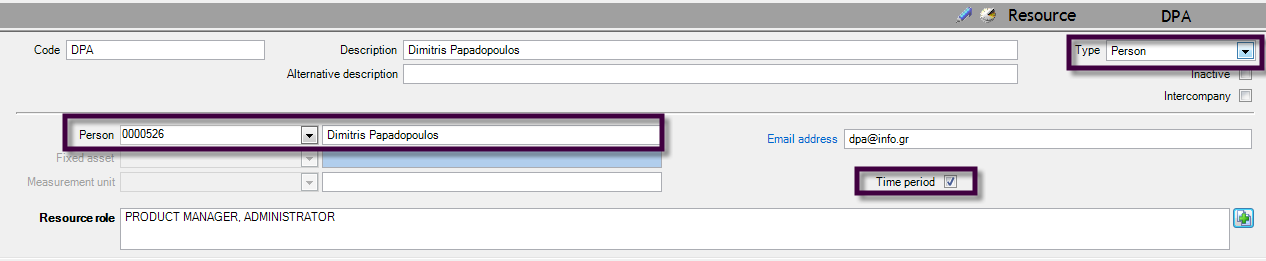 Resource DPA
Code DPA Description Dimitris Papadopoulos Type Person
Alternative description Inactive
Intercompany
Person 0000526 Dimitris Papadopoulos Email address dpa@info.gr
Fixed asset
Measurement unit Time period
Resource role PRODUCT MANAGER, ADMINISTRATOR